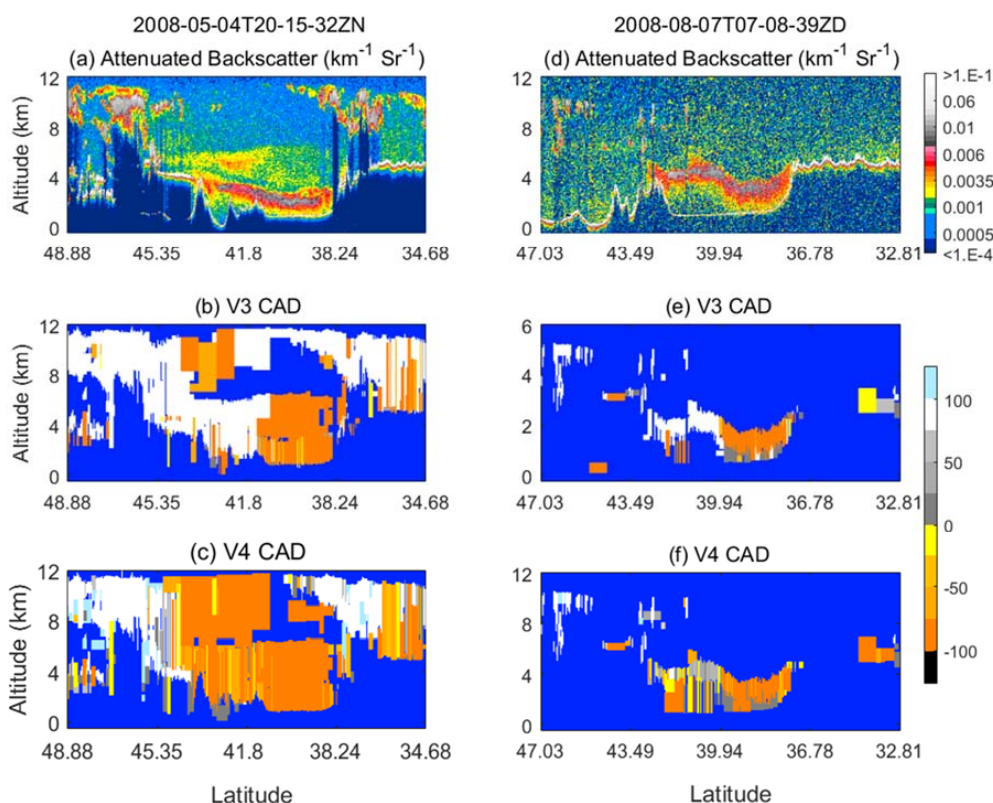 2008-05-04T20-15-32ZN
(a) Attenuated Backscatter (km⁻¹ Sr⁻¹)
Altitude (km)
12
8
4
0
48.88 45.35 41.8 38.24 34.68
2008-08-07T07-08-39ZD
(d) Attenuated Backscatter (km⁻¹ Sr⁻¹)
12
8
4
0
47.03 43.49 39.94 36.78 32.81
>1.E-1
0.06
0.01
0.006
0.0035
0.001
0.0005
<1.E-4
(b) V3 CAD
Altitude (km)
12
8
4
0
48.88 45.35 41.8 38.24 34.68
(e) V3 CAD
6
4
2
0
47.03 43.49 39.94 36.78 32.81
(c) V4 CAD
Altitude (km)
12
8
4
0
48.88 45.35 41.8 38.24 34.68
Latitude
(f) V4 CAD
12
8
4
0
47.03 43.49 39.94 36.78 32.81
Latitude
100
50
0
-50
-100